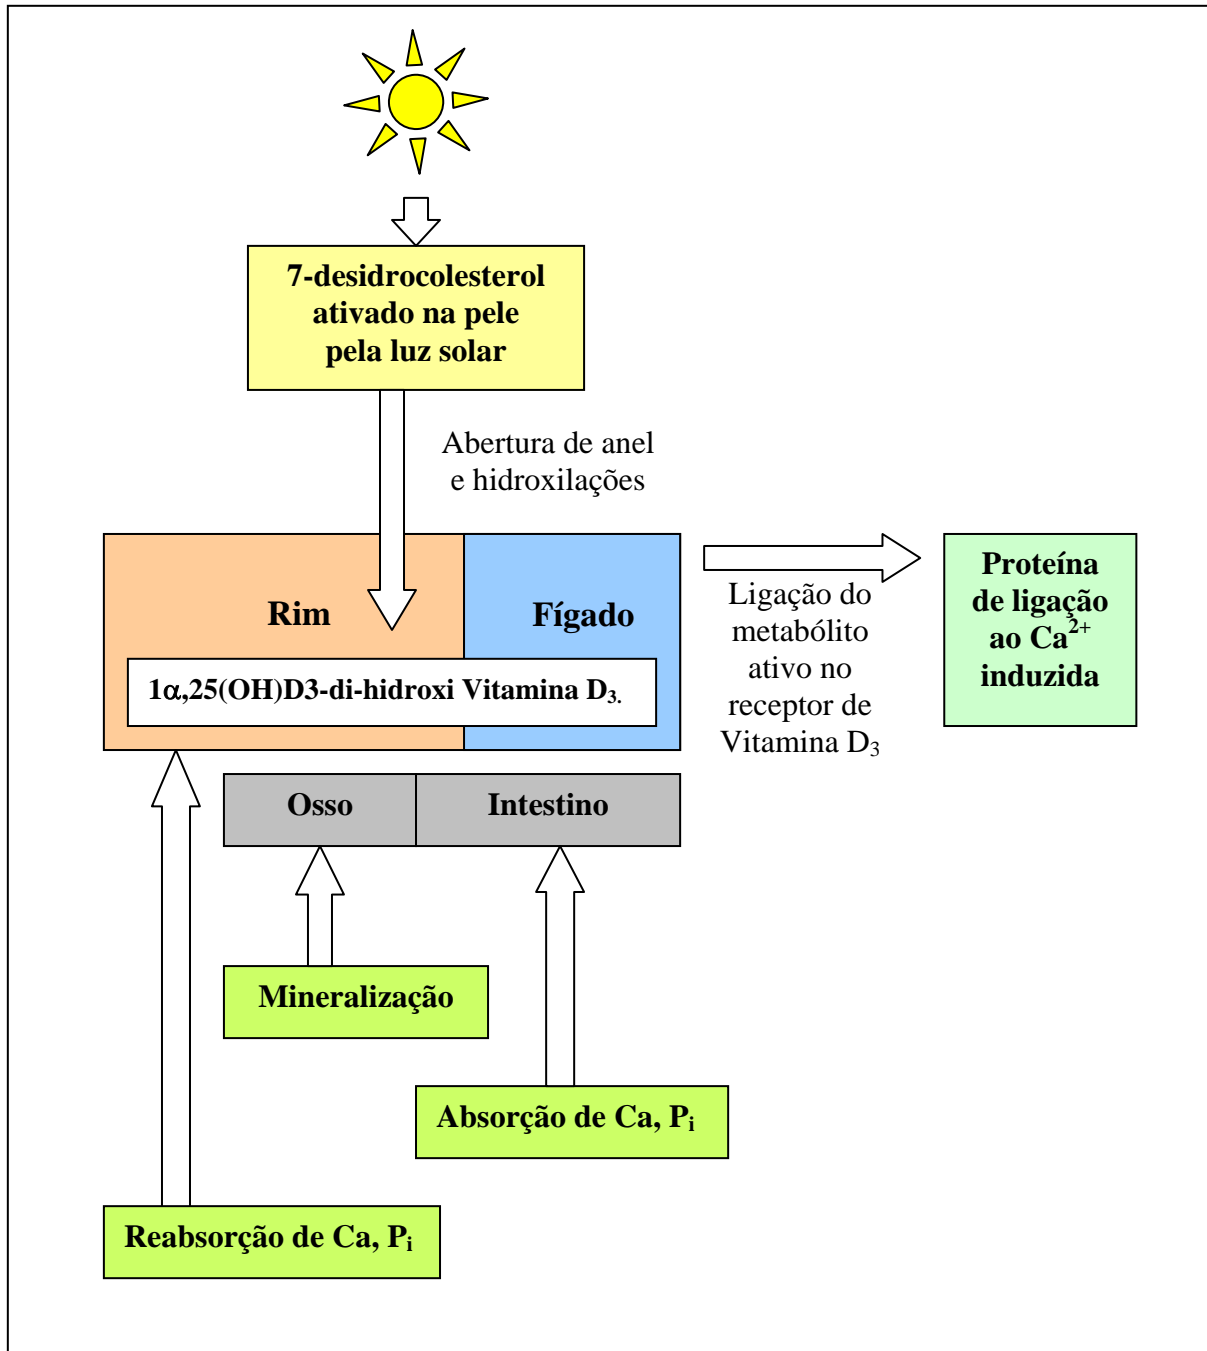 7-desidrocolesterol
ativado na pele
pela luz solar
Abertura de anel
e hidroxilações
Rim
Fígado
1α,25(OH)D3-di-hidroxi Vitamina D₃.
Ligação do
metabólito
ativo no
receptor de
Vitamina D₃
Proteína
de ligação
ao Ca²⁺
induzida
Osso
Intestino
Mineralização
Absorção de Ca, Pᵢ
Reabsorção de Ca, Pᵢ